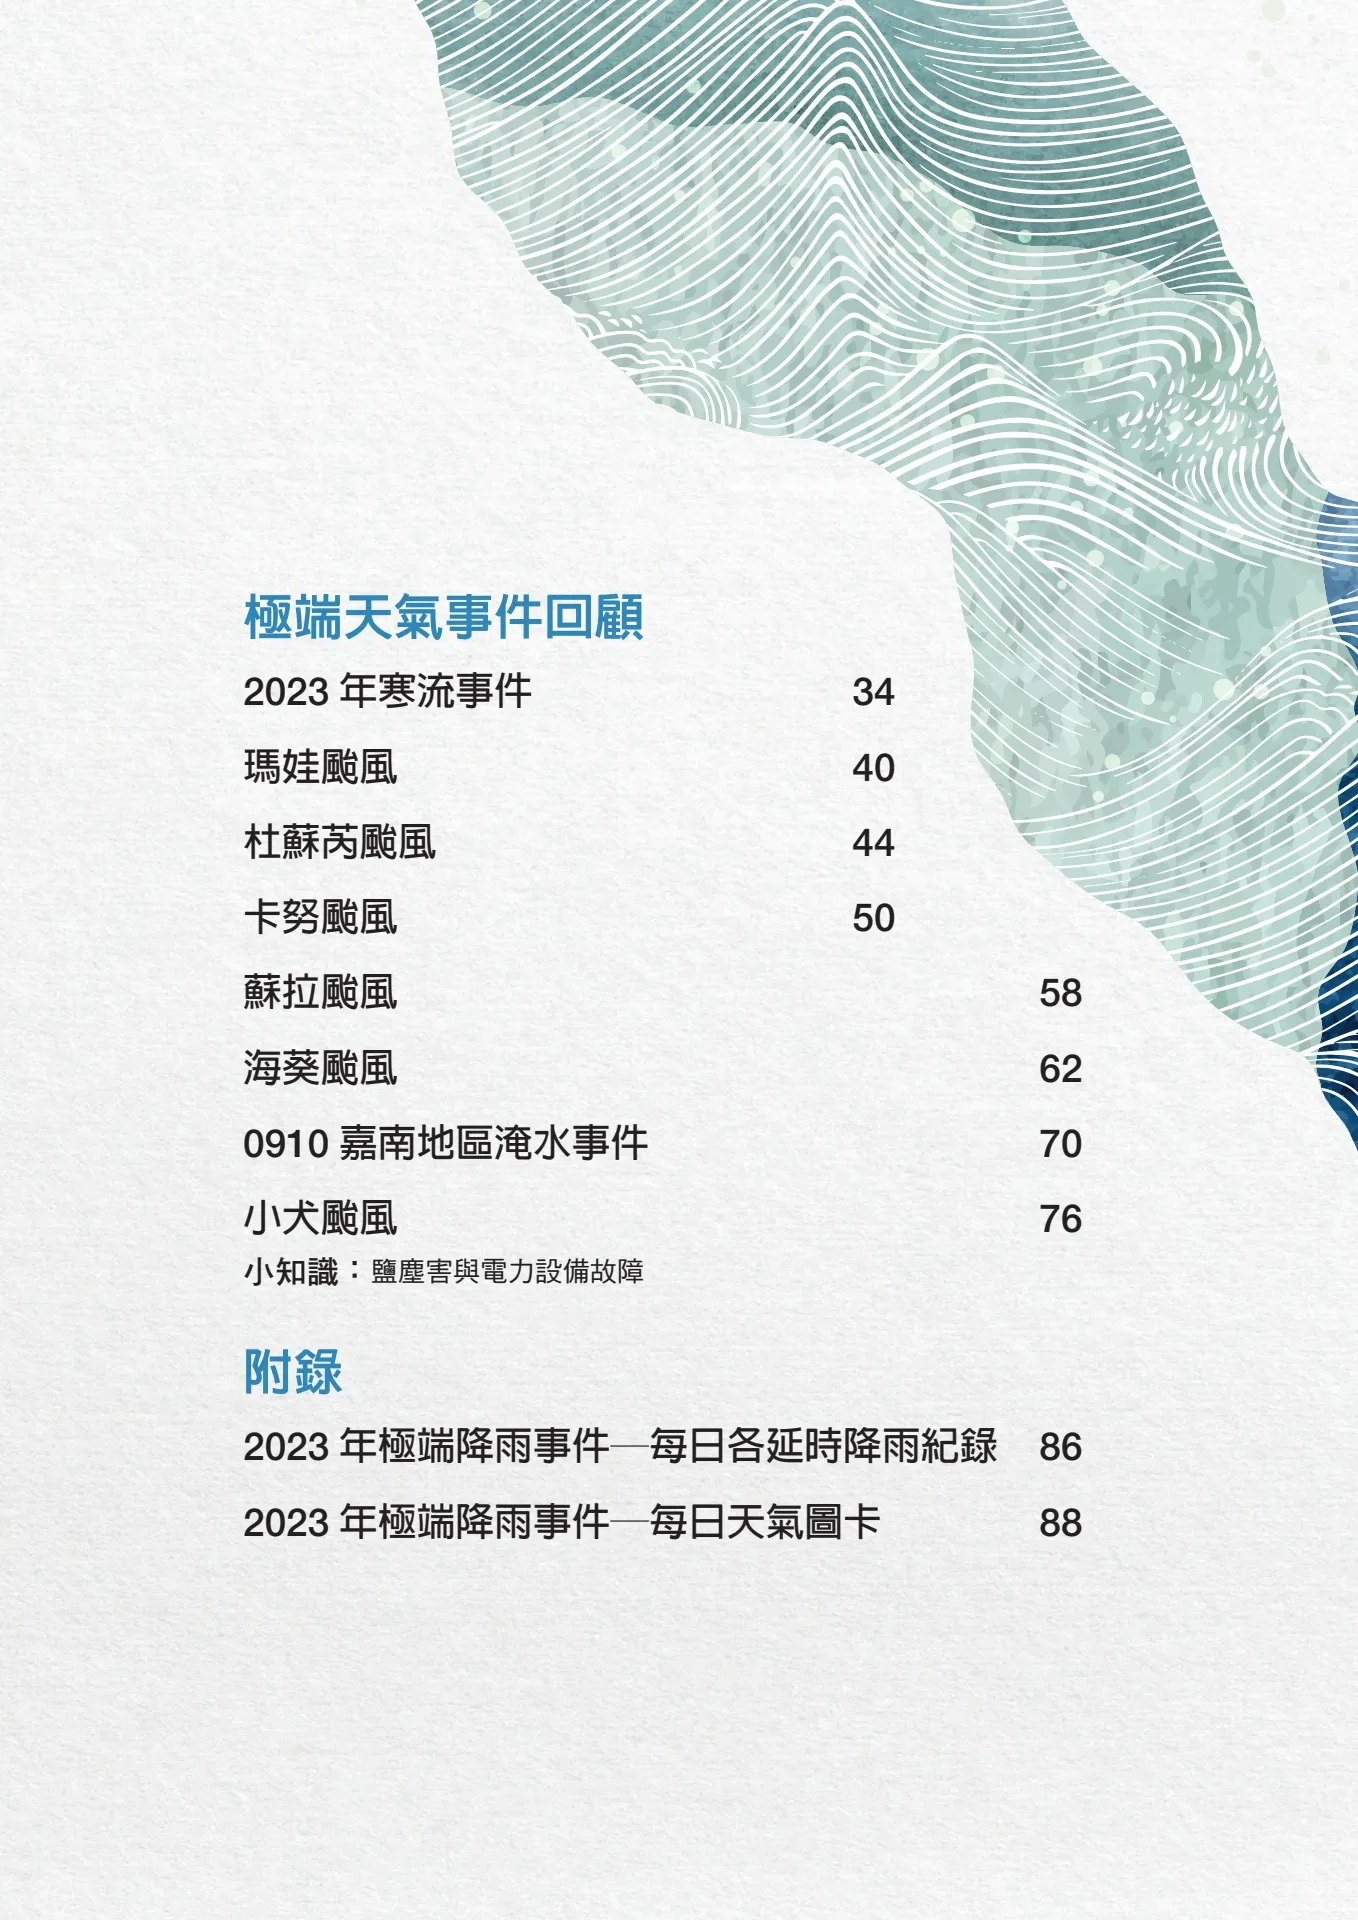 極端天氣事件回顧
2023 年寒流事件 34
瑪娃颱風 40
杜蘇芮颱風 44
卡努颱風 50
蘇拉颱風 58
海葵颱風 62
0910 嘉南地區淹水事件 70
小犬颱風 76
小知識：鹽塵害與電力設備故障
附錄
2023 年極端降雨事件─每日各延時降雨紀錄 86
2023 年極端降雨事件─每日天氣圖卡 88